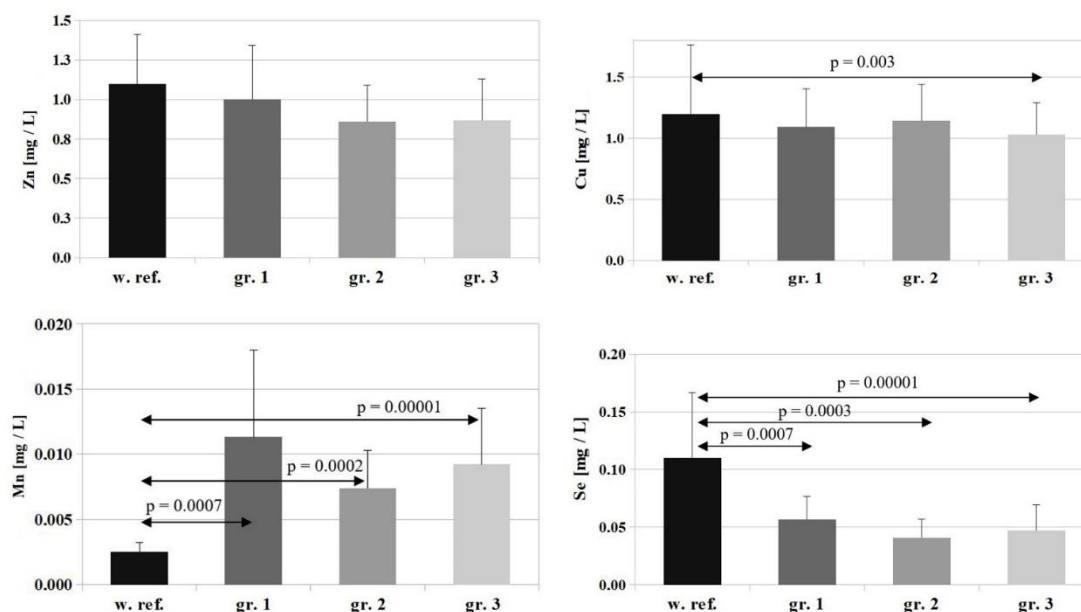 1.5
1.3
1.0
0.8
0.5
0.3
0.0
Zn [mg / L]
w. ref.
gr. 1
gr. 2
gr. 3
1.5
1.0
0.5
0.0
Cu [mg / L]
p = 0.003
w. ref.
gr. 1
gr. 2
gr. 3
0.020
0.015
0.010
0.005
0.000
Mn [mg / L]
p = 0.00001
p = 0.0002
p = 0.0007
w. ref.
gr. 1
gr. 2
gr. 3
0.20
0.15
0.10
0.05
0.00
Se [mg / L]
p = 0.00001
p = 0.0003
p = 0.0007
w. ref.
gr. 1
gr. 2
gr. 3